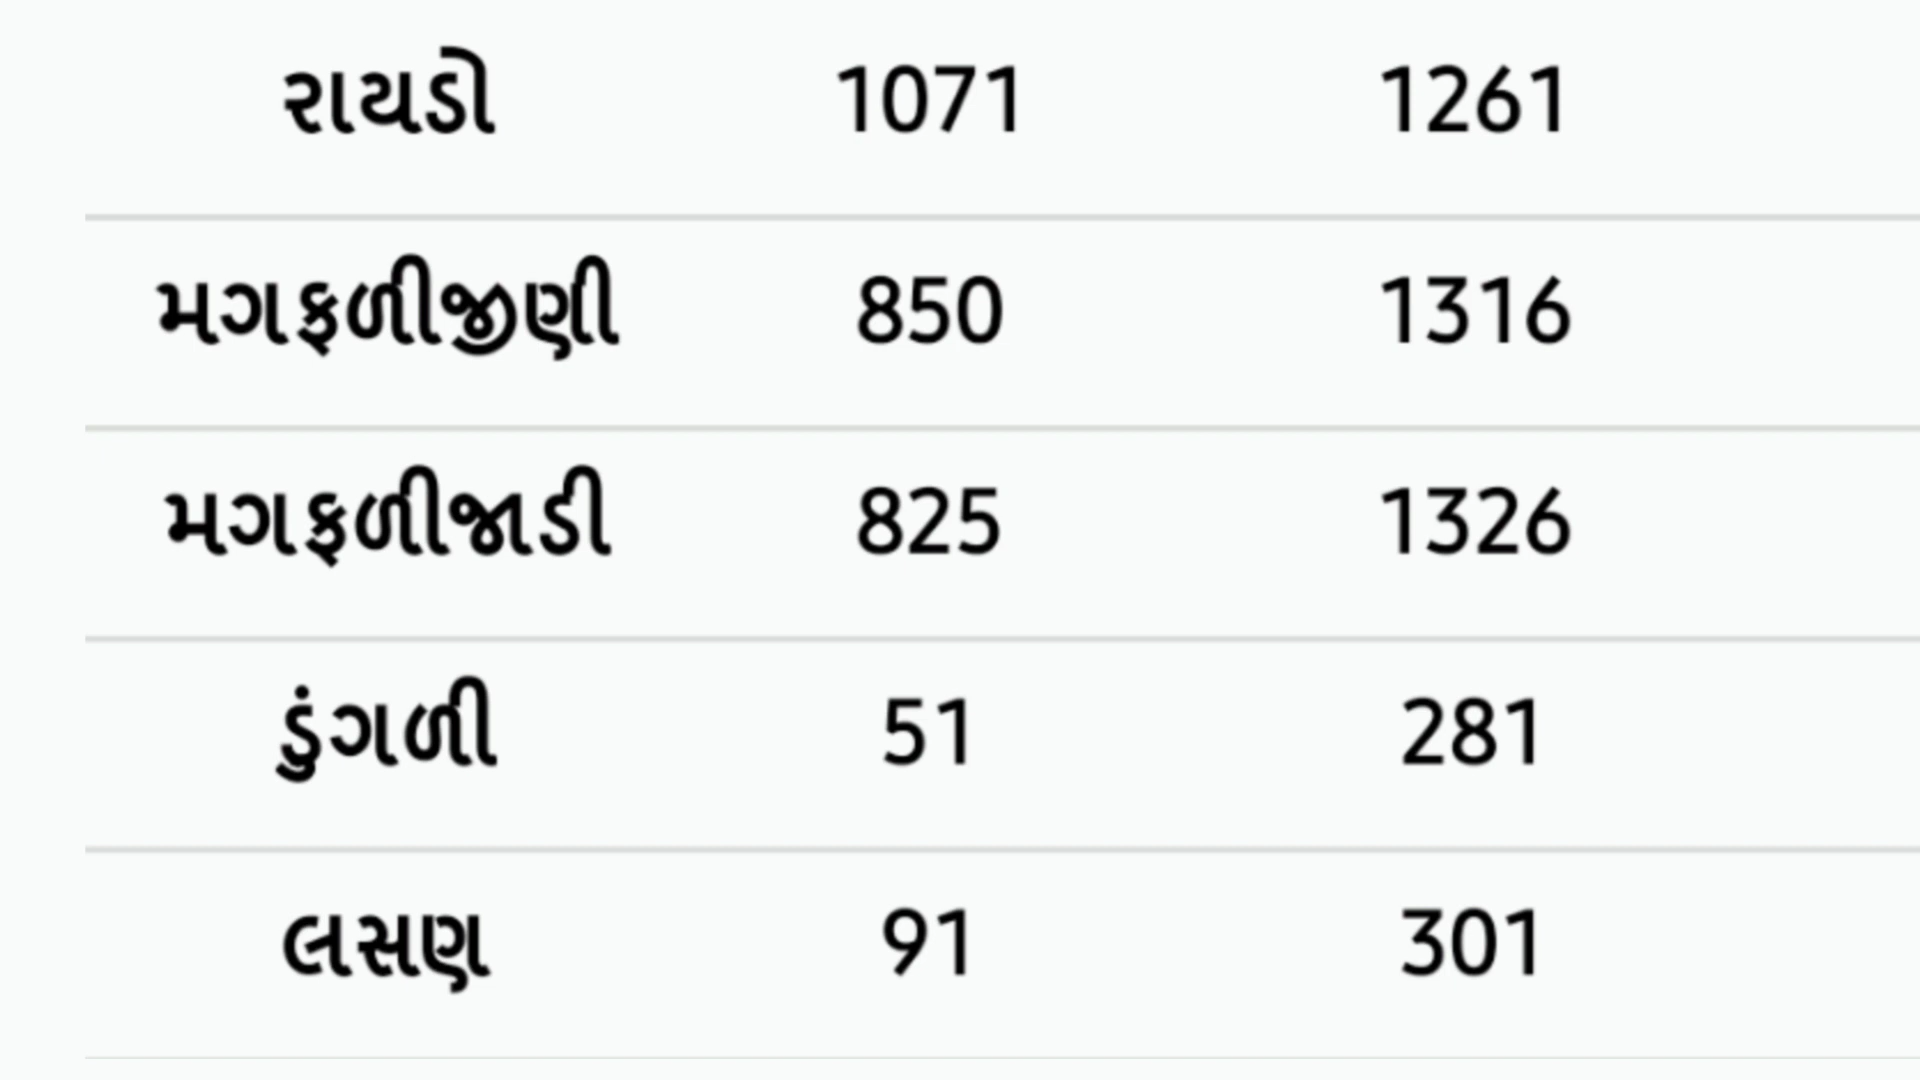 રાયડો 1071 1261
મગફળીજીણી 850 1316
મગફળીજાડી 825 1326
ડુંગળી 51 281
લસણ 91 301